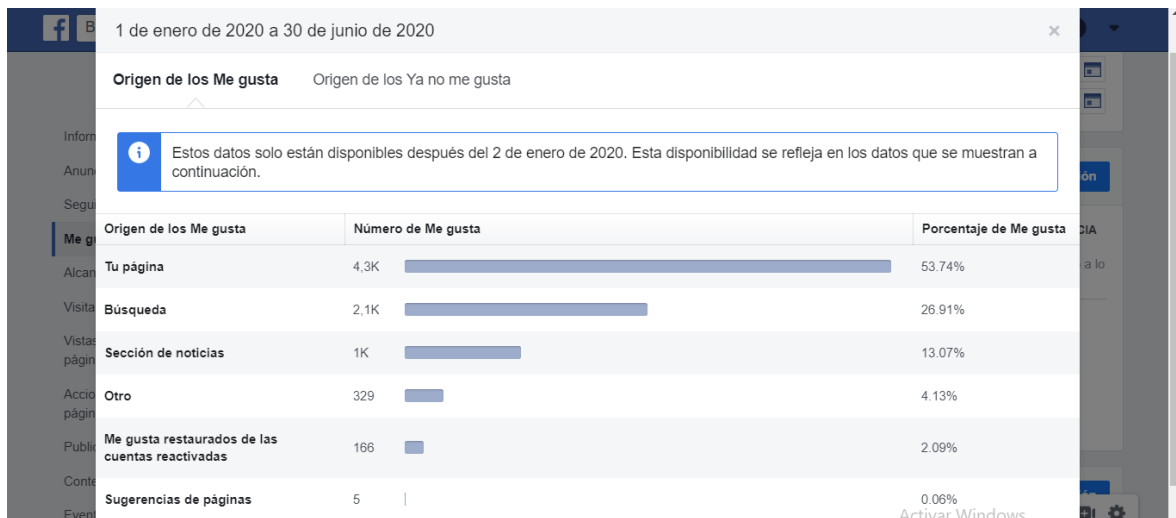 1 de enero de 2020 a 30 de junio de 2020
Origen de los Me gusta Origen de los Ya no me gusta
Estos datos solo están disponibles después del 2 de enero de 2020. Esta disponibilidad se refleja en los datos que se muestran a
continuación.
Origen de los Me gusta Número de Me gusta Porcentaje de Me gusta
Tu página 4,3K 53.74%
Búsqueda 2,1K 26.91%
Sección de noticias 1K 13.07%
Otro 329 4.13%
Me gusta restaurados de las
cuentas reactivadas 166 2.09%
Sugerencias de páginas 5 0.06%
Activar Windows